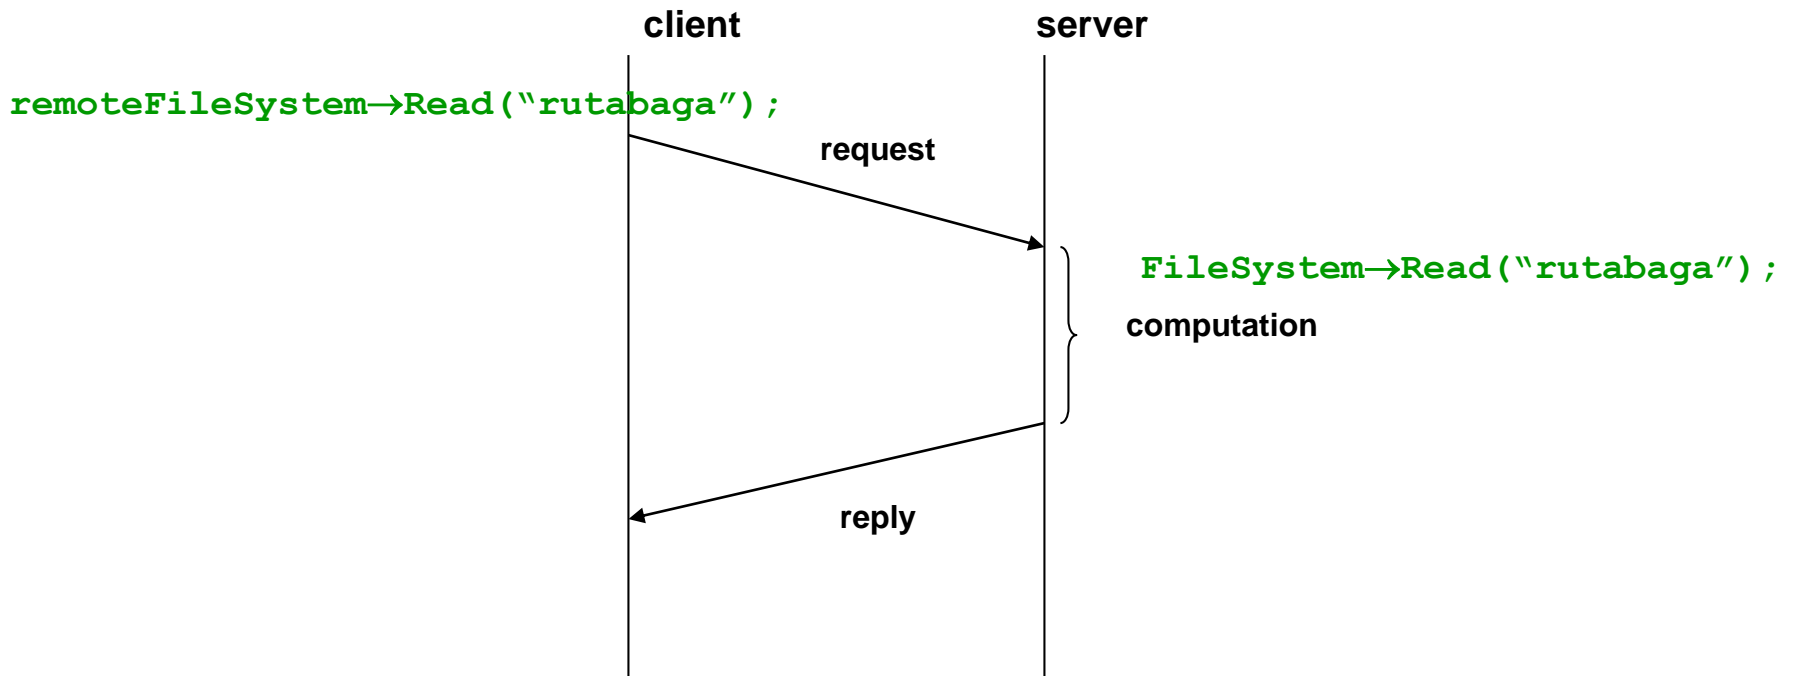 client
server
remoteFileSystem→Read(“rutabaga”);
request
FileSystem→Read(“rutabaga”);
computation
reply